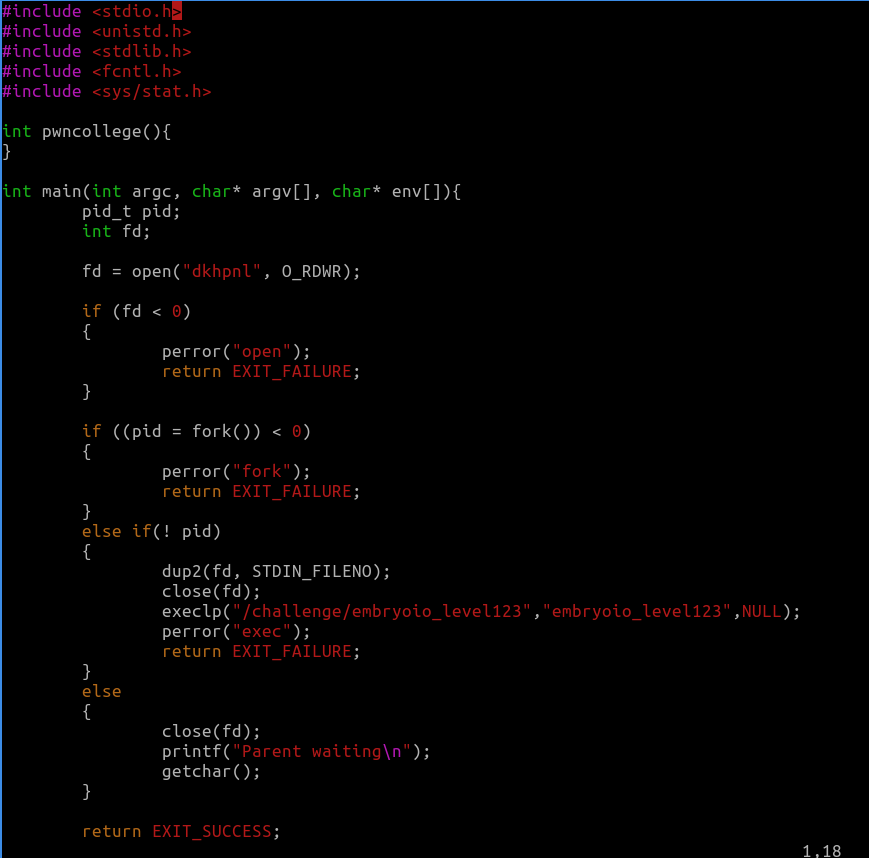 #include <stdio.h>
#include <unistd.h>
#include <stdlib.h>
#include <fcntl.h>
#include <sys/stat.h>
int pwncollege(){
}
int main(int argc, char* argv[], char* env[]){
pid_t pid;
int fd;
fd = open("dkhpnl", O_RDWR);
if (fd < 0)
{
perror("open");
return EXIT_FAILURE;
}
if ((pid = fork()) < 0)
{
perror("fork");
return EXIT_FAILURE;
}
else if(! pid)
{
dup2(fd, STDIN_FILENO);
close(fd);
execlp("/challenge/embryoio_level123","embryoio_level123",NULL);
perror("exec");
return EXIT_FAILURE;
}
else
{
close(fd);
printf("Parent waiting\n");
getchar();
}
return EXIT_SUCCESS;
1,18